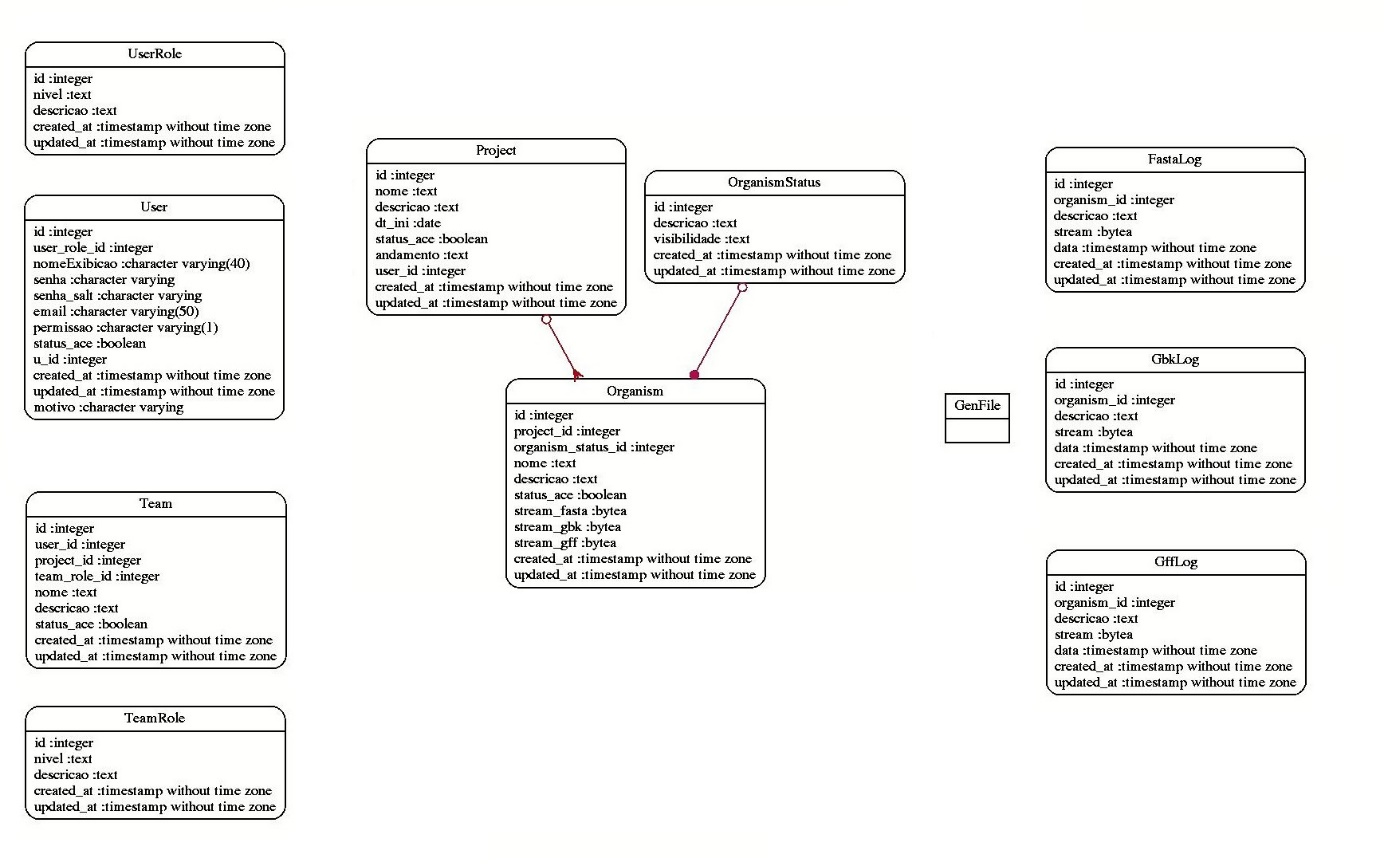 UserRole
id :integer
nivel :text
descricao :text
created_at :timestamp without time zone
updated_at :timestamp without time zone
User
id :integer
user_role_id :integer
nomeExibicao :character varying(40)
senha :character varying
senha_salt :character varying
email :character varying(50)
permissao :character varying(1)
status_ace :boolean
u_id :integer
created_at :timestamp without time zone
updated_at :timestamp without time zone
motivo :character varying
Team
id :integer
user_id :integer
project_id :integer
team_role_id :integer
nome :text
descricao :text
status_ace :boolean
created_at :timestamp without time zone
updated_at :timestamp without time zone
TeamRole
id :integer
nivel :text
descricao :text
created_at :timestamp without time zone
updated_at :timestamp without time zone
Project
id :integer
nome :text
descricao :text
dt_ini :date
status_ace :boolean
andamento :text
user_id :integer
created_at :timestamp without time zone
updated_at :timestamp without time zone
OrganismStatus
id :integer
descricao :text
visibilidade :text
created_at :timestamp without time zone
updated_at :timestamp without time zone
Organism
id :integer
project_id :integer
organism_status_id :integer
nome :text
descricao :text
status_ace :boolean
stream_fasta :bytea
stream_gbk :bytea
stream_gff :bytea
created_at :timestamp without time zone
updated_at :timestamp without time zone
GenFile
FastaLog
id :integer
organism_id :integer
descricao :text
stream :bytea
data :timestamp without time zone
created_at :timestamp without time zone
updated_at :timestamp without time zone
GbkLog
id :integer
organism_id :integer
descricao :text
stream :bytea
data :timestamp without time zone
created_at :timestamp without time zone
updated_at :timestamp without time zone
GffLog
id :integer
organism_id :integer
descricao :text
stream :bytea
data :timestamp without time zone
created_at :timestamp without time zone
updated_at :timestamp without time zone